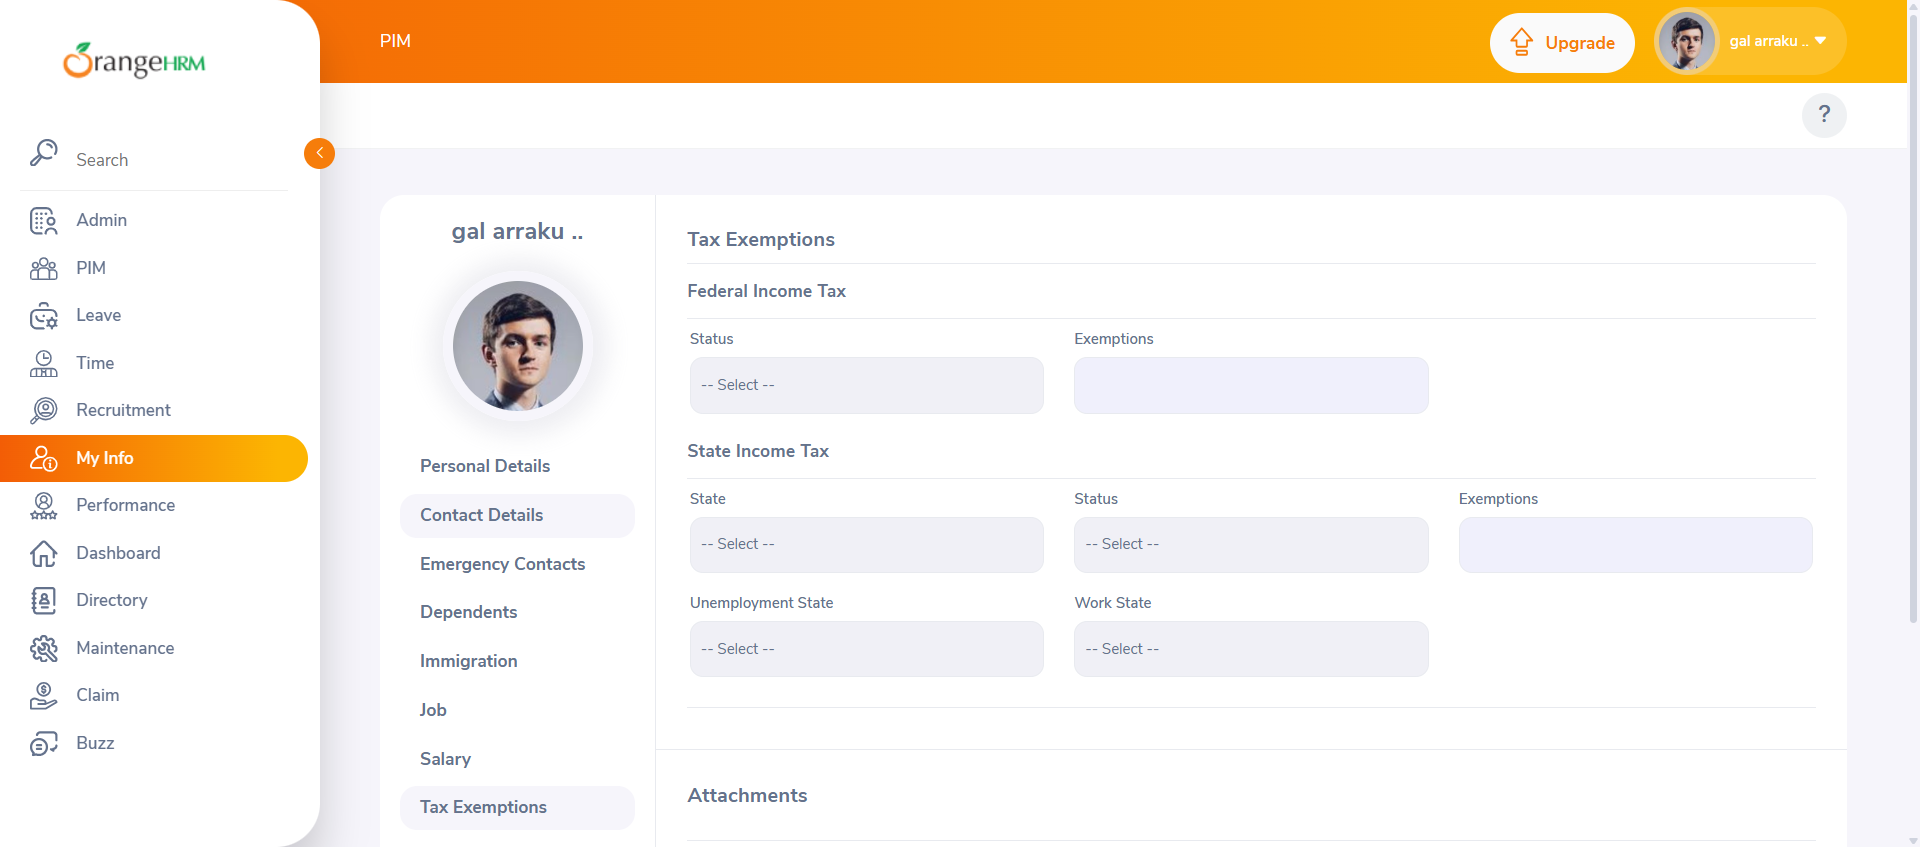 OrangeHRM
PIM
Upgrade
gal arraku ..
?
Search
Admin
PIM
Leave
Time
Recruitment
My Info
Performance
Dashboard
Directory
Maintenance
Claim
Buzz
gal arraku ..
Personal Details
Contact Details
Emergency Contacts
Dependents
Immigration
Job
Salary
Tax Exemptions
Tax Exemptions
Federal Income Tax
Status
Exemptions
-- Select --
State Income Tax
State
Status
Exemptions
-- Select --
-- Select --
Unemployment State
Work State
-- Select --
-- Select --
Attachments